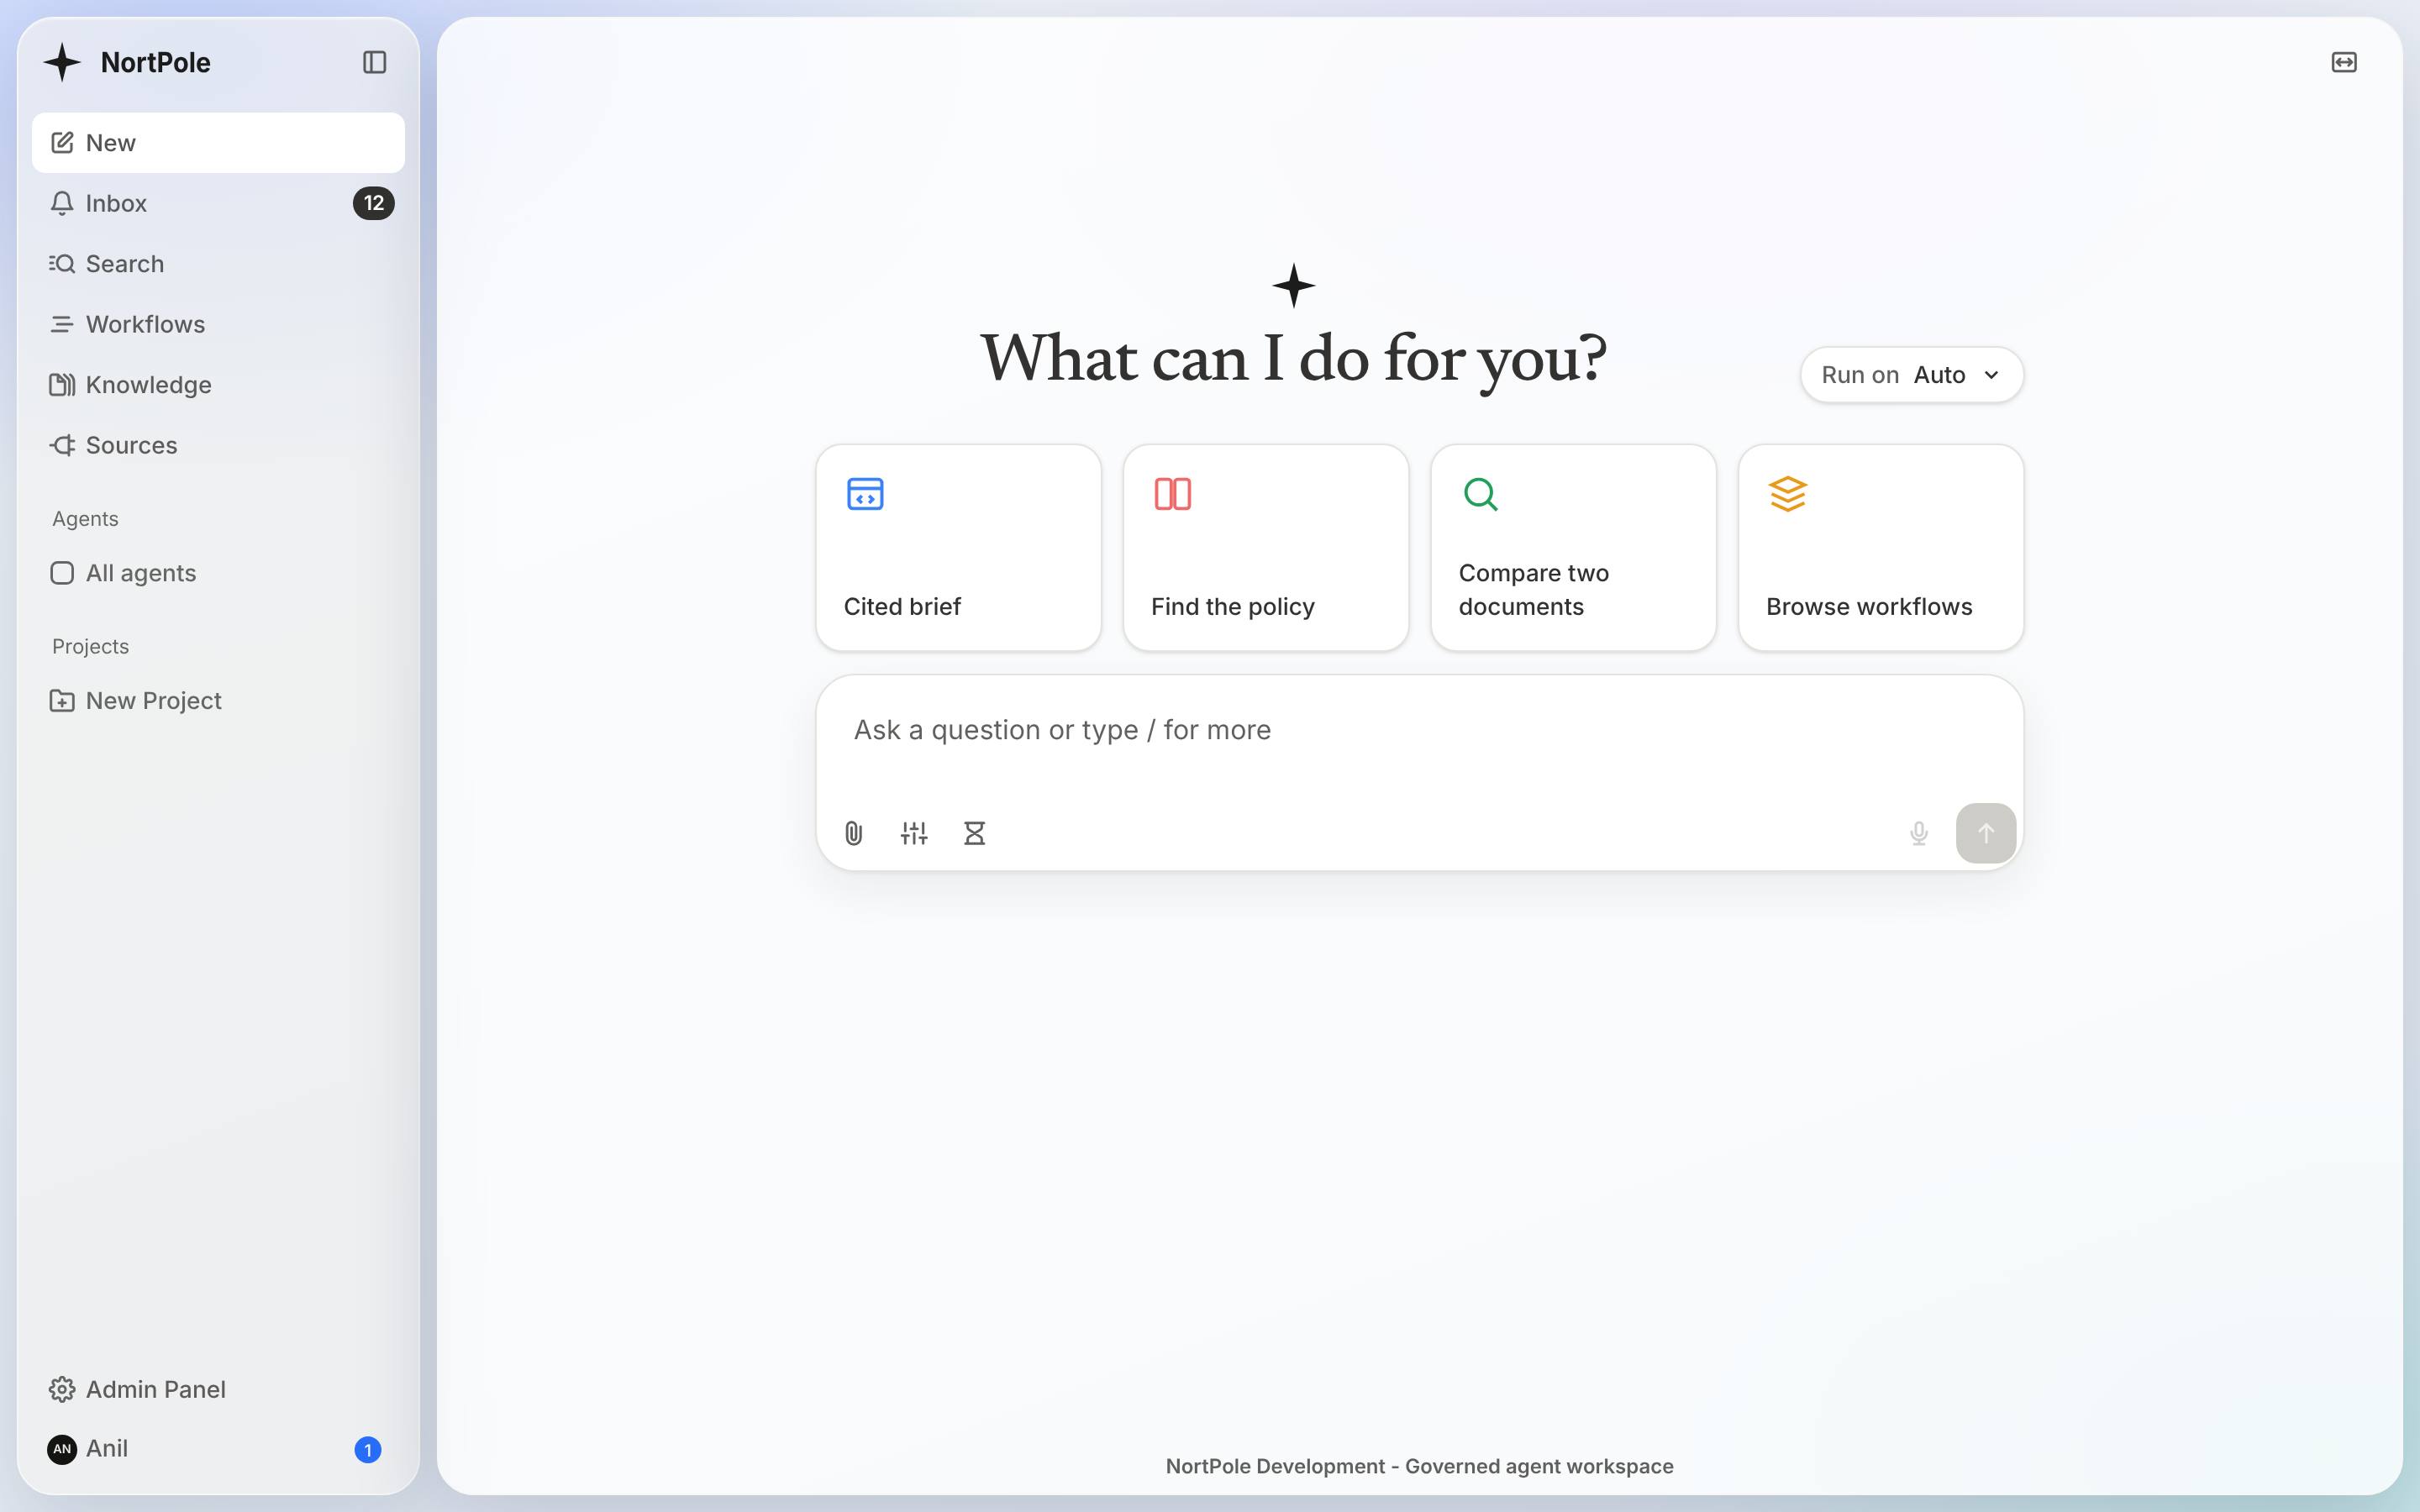 NortPole
New
Inbox
12
Search
Workflows
Knowledge
Sources
Agents
All agents
Projects
New Project
Admin Panel
AN
Anil
1
What can I do for you?
Run on Auto
Cited brief
Find the policy
Compare two
documents
Browse workflows
Ask a question or type / for more
NortPole Development - Governed agent workspace